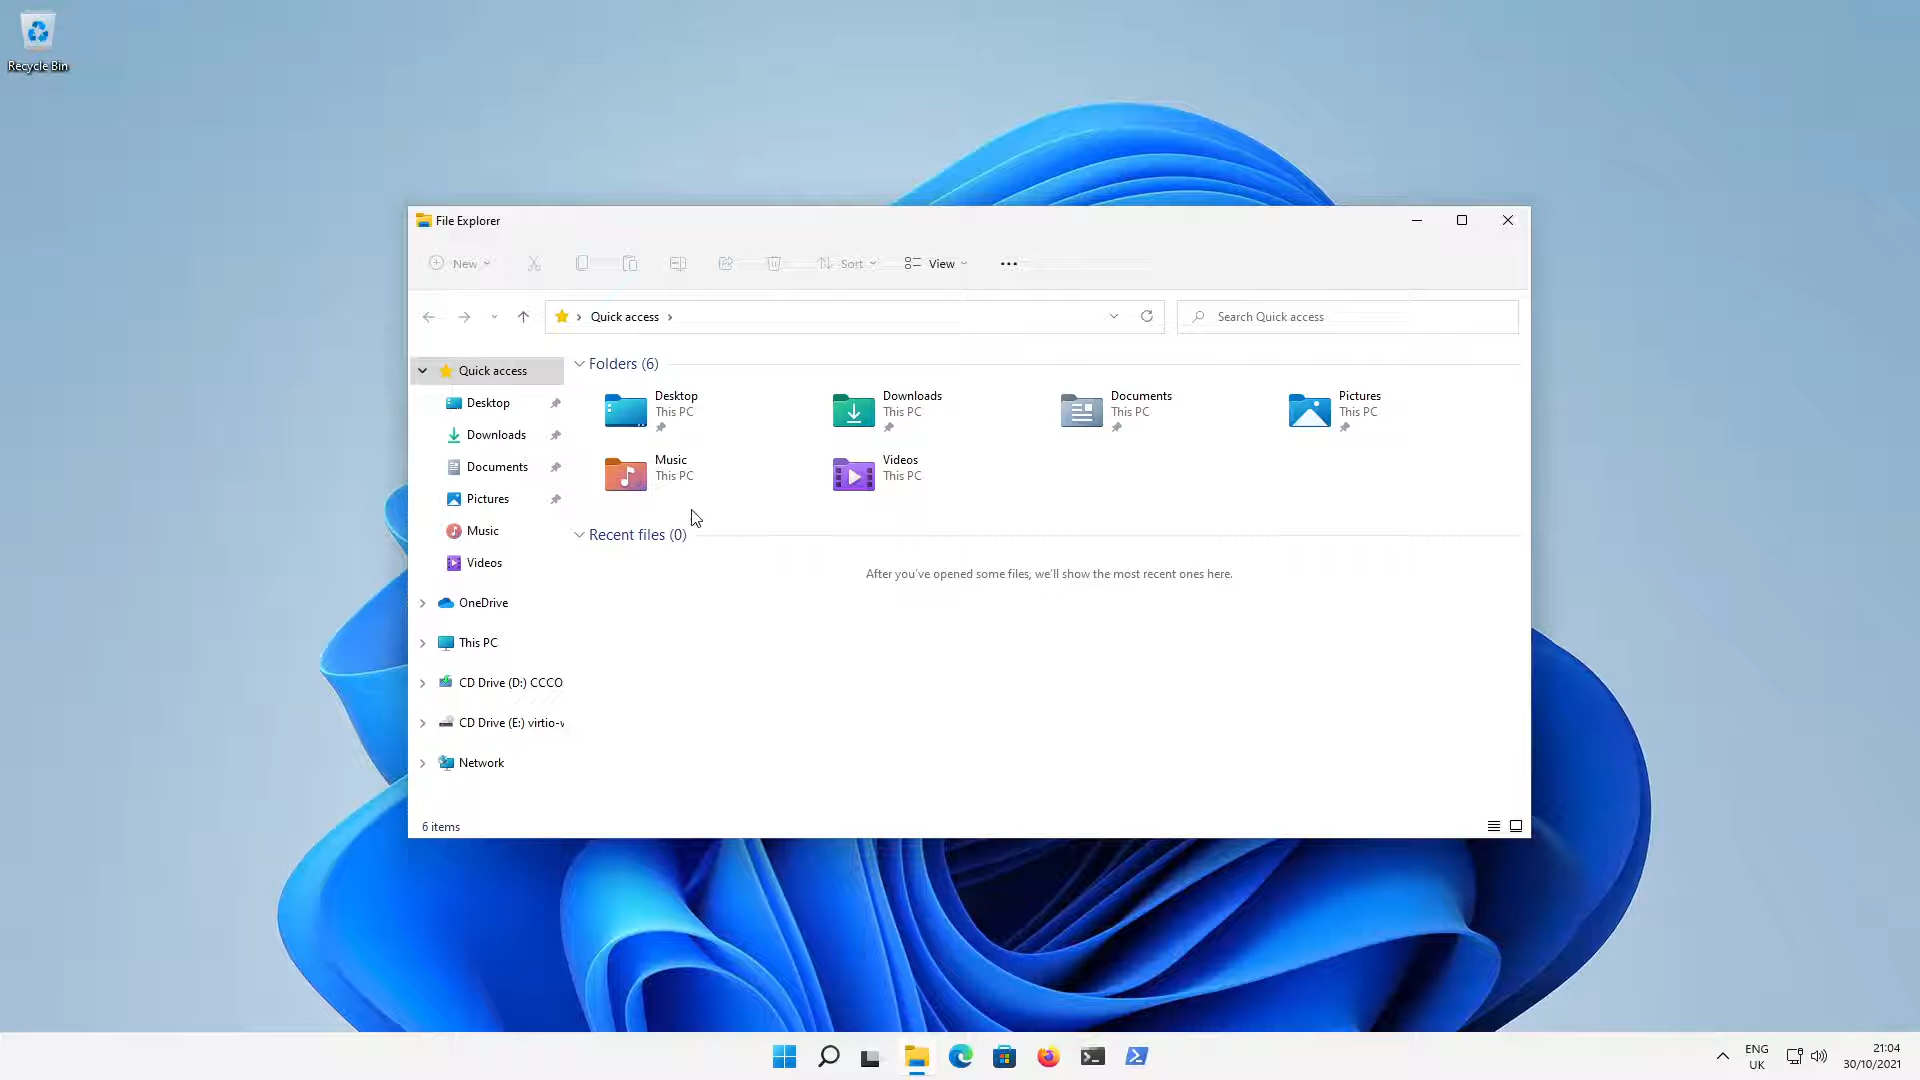 Recycle Bin
File Explorer
New
Sort
View
Quick access
Search Quick access
Quick access
Desktop
Downloads
Documents
Pictures
Music
Videos
OneDrive
This PC
CD Drive (D:) CCCO
CD Drive (E:) virtio-
Network
Folders (6)
Desktop
This PC
Downloads
This PC
Documents
This PC
Pictures
This PC
Music
This PC
Videos
This PC
Recent files (0)
After you've opened some files, we'll show the most recent ones here.
6 items
ENG
UK
21:04
30/10/2021